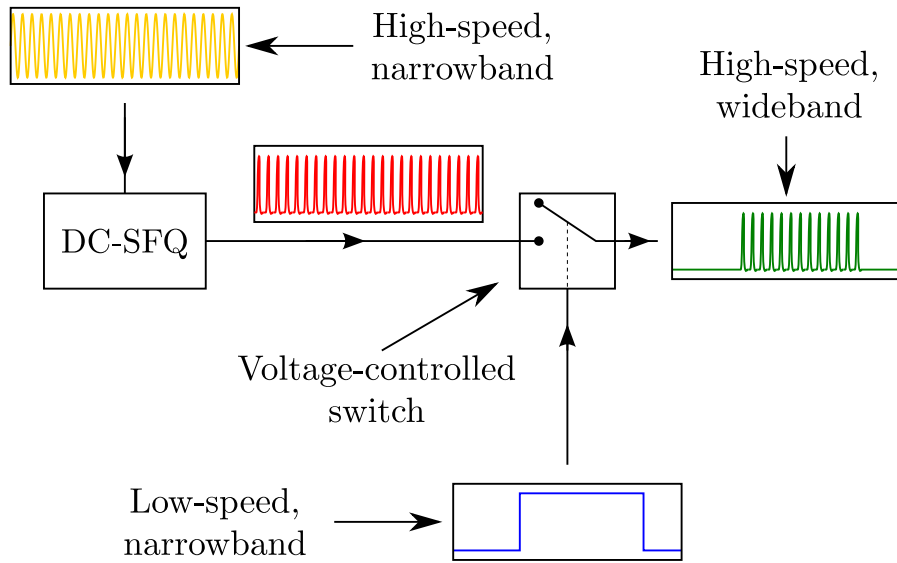 High-speed,
narrowband
High-speed,
wideband
DC-SFQ
Voltage-controlled
switch
Low-speed,
narrowband